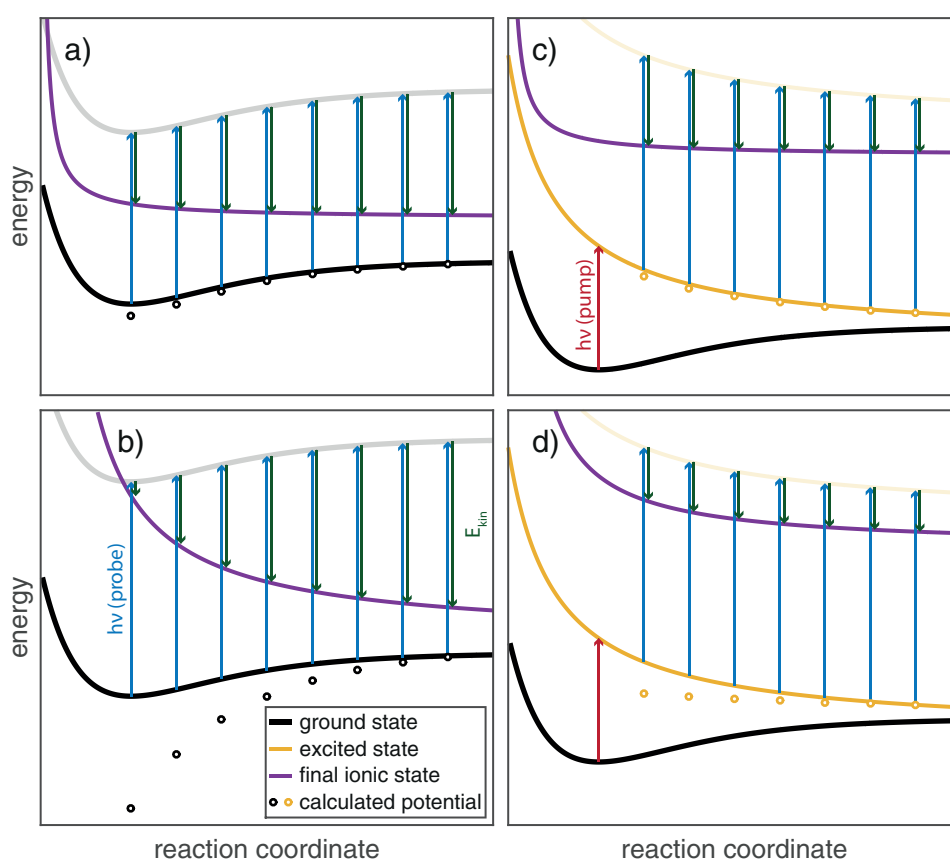 a)
c)
energy
hν (pump)
b)
d)
energy
hν (probe)
E_kin
ground state
excited state
final ionic state
calculated potential
reaction coordinate
reaction coordinate